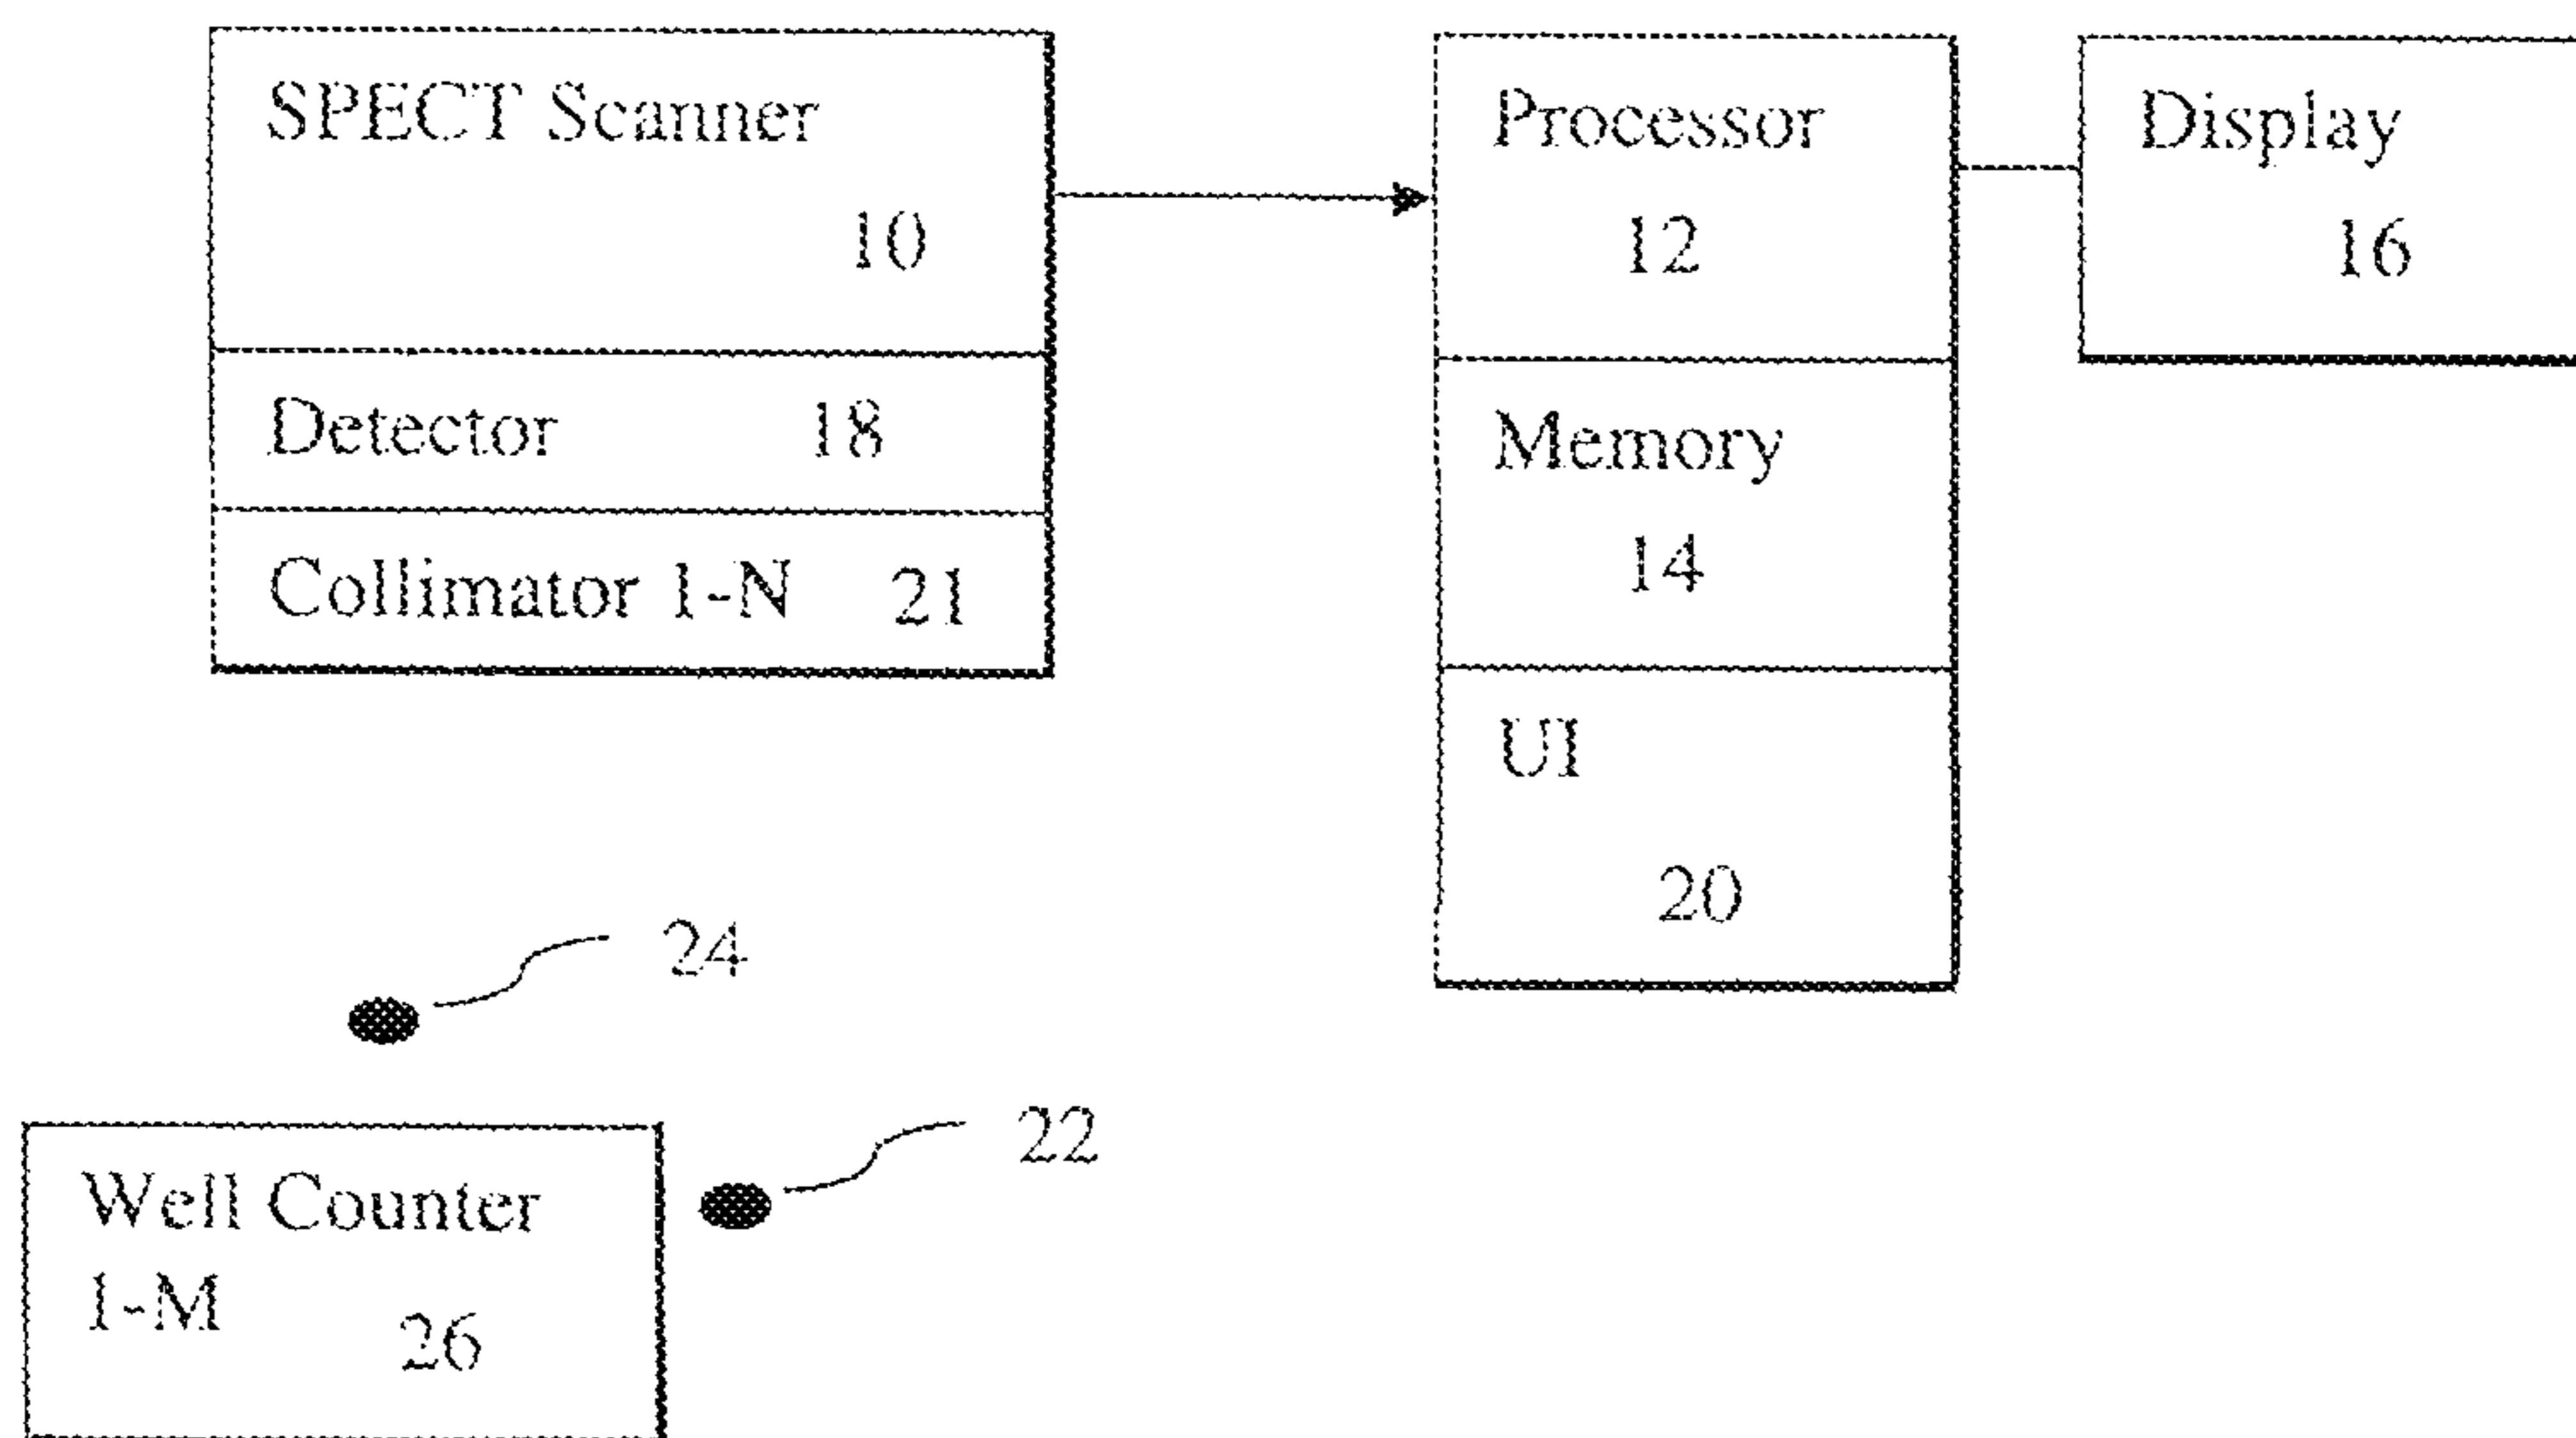 SPECT Scanner
10
Detector 18
Collimator 1-N 21
Processor
12
Memory
14
UI
20
Display
16
24
22
Well Counter
1-M
26